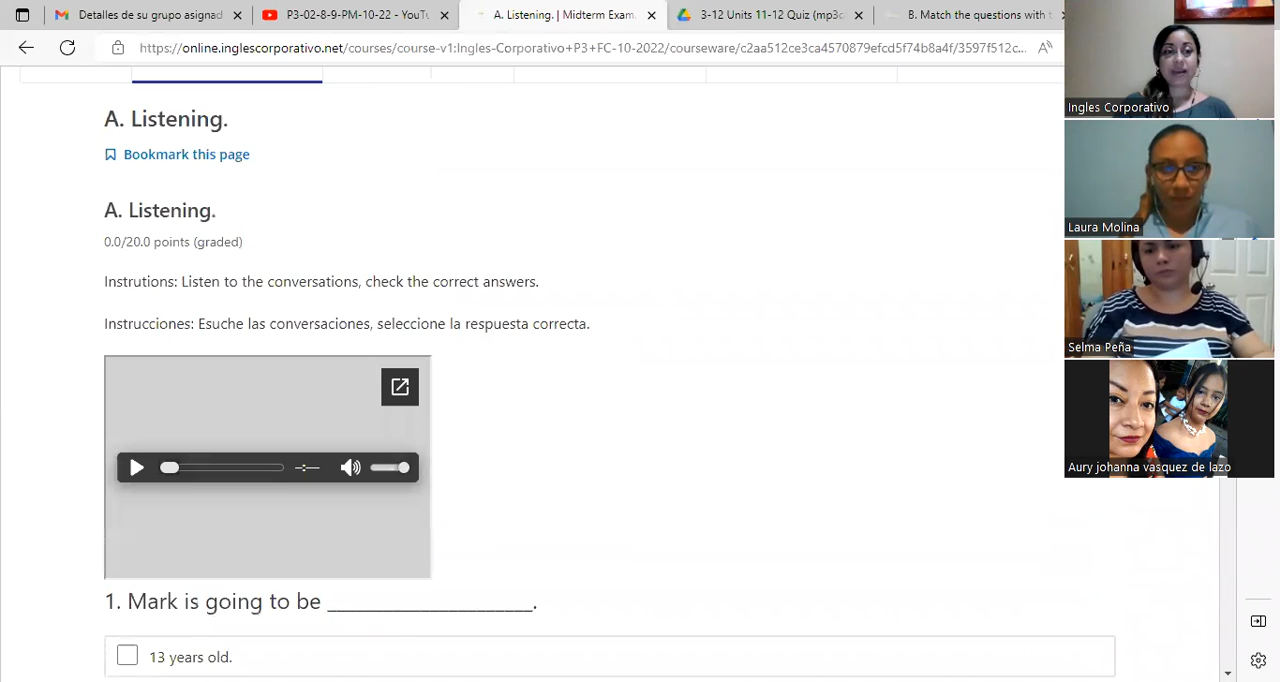 Detalles de su grupo asignad
P3-02-8-9-PM-10-22 - YouTu
A. Listening. | Midterm Exam.
3-12 Units 11-12 Quiz (mp3c
B. Match the questions with t
https://online.inglescorporativo.net/courses/course-v1:Ingles-Corporativo+P3+FC-10-2022/courseware/c2aa512ce3ca4570879efcd5f74b8a4f/3597f512c...
A. Listening.
Bookmark this page
A. Listening.
0.0/20.0 points (graded)
Instrutions: Listen to the conversations, check the correct answers.
Instrucciones: Esuche las conversaciones, seleccione la respuesta correcta.
1. Mark is going to be ____________________.
13 years old.
Ingles Corporativo
Laura Molina
Selma Peña
Aury johanna vasquez de lazo